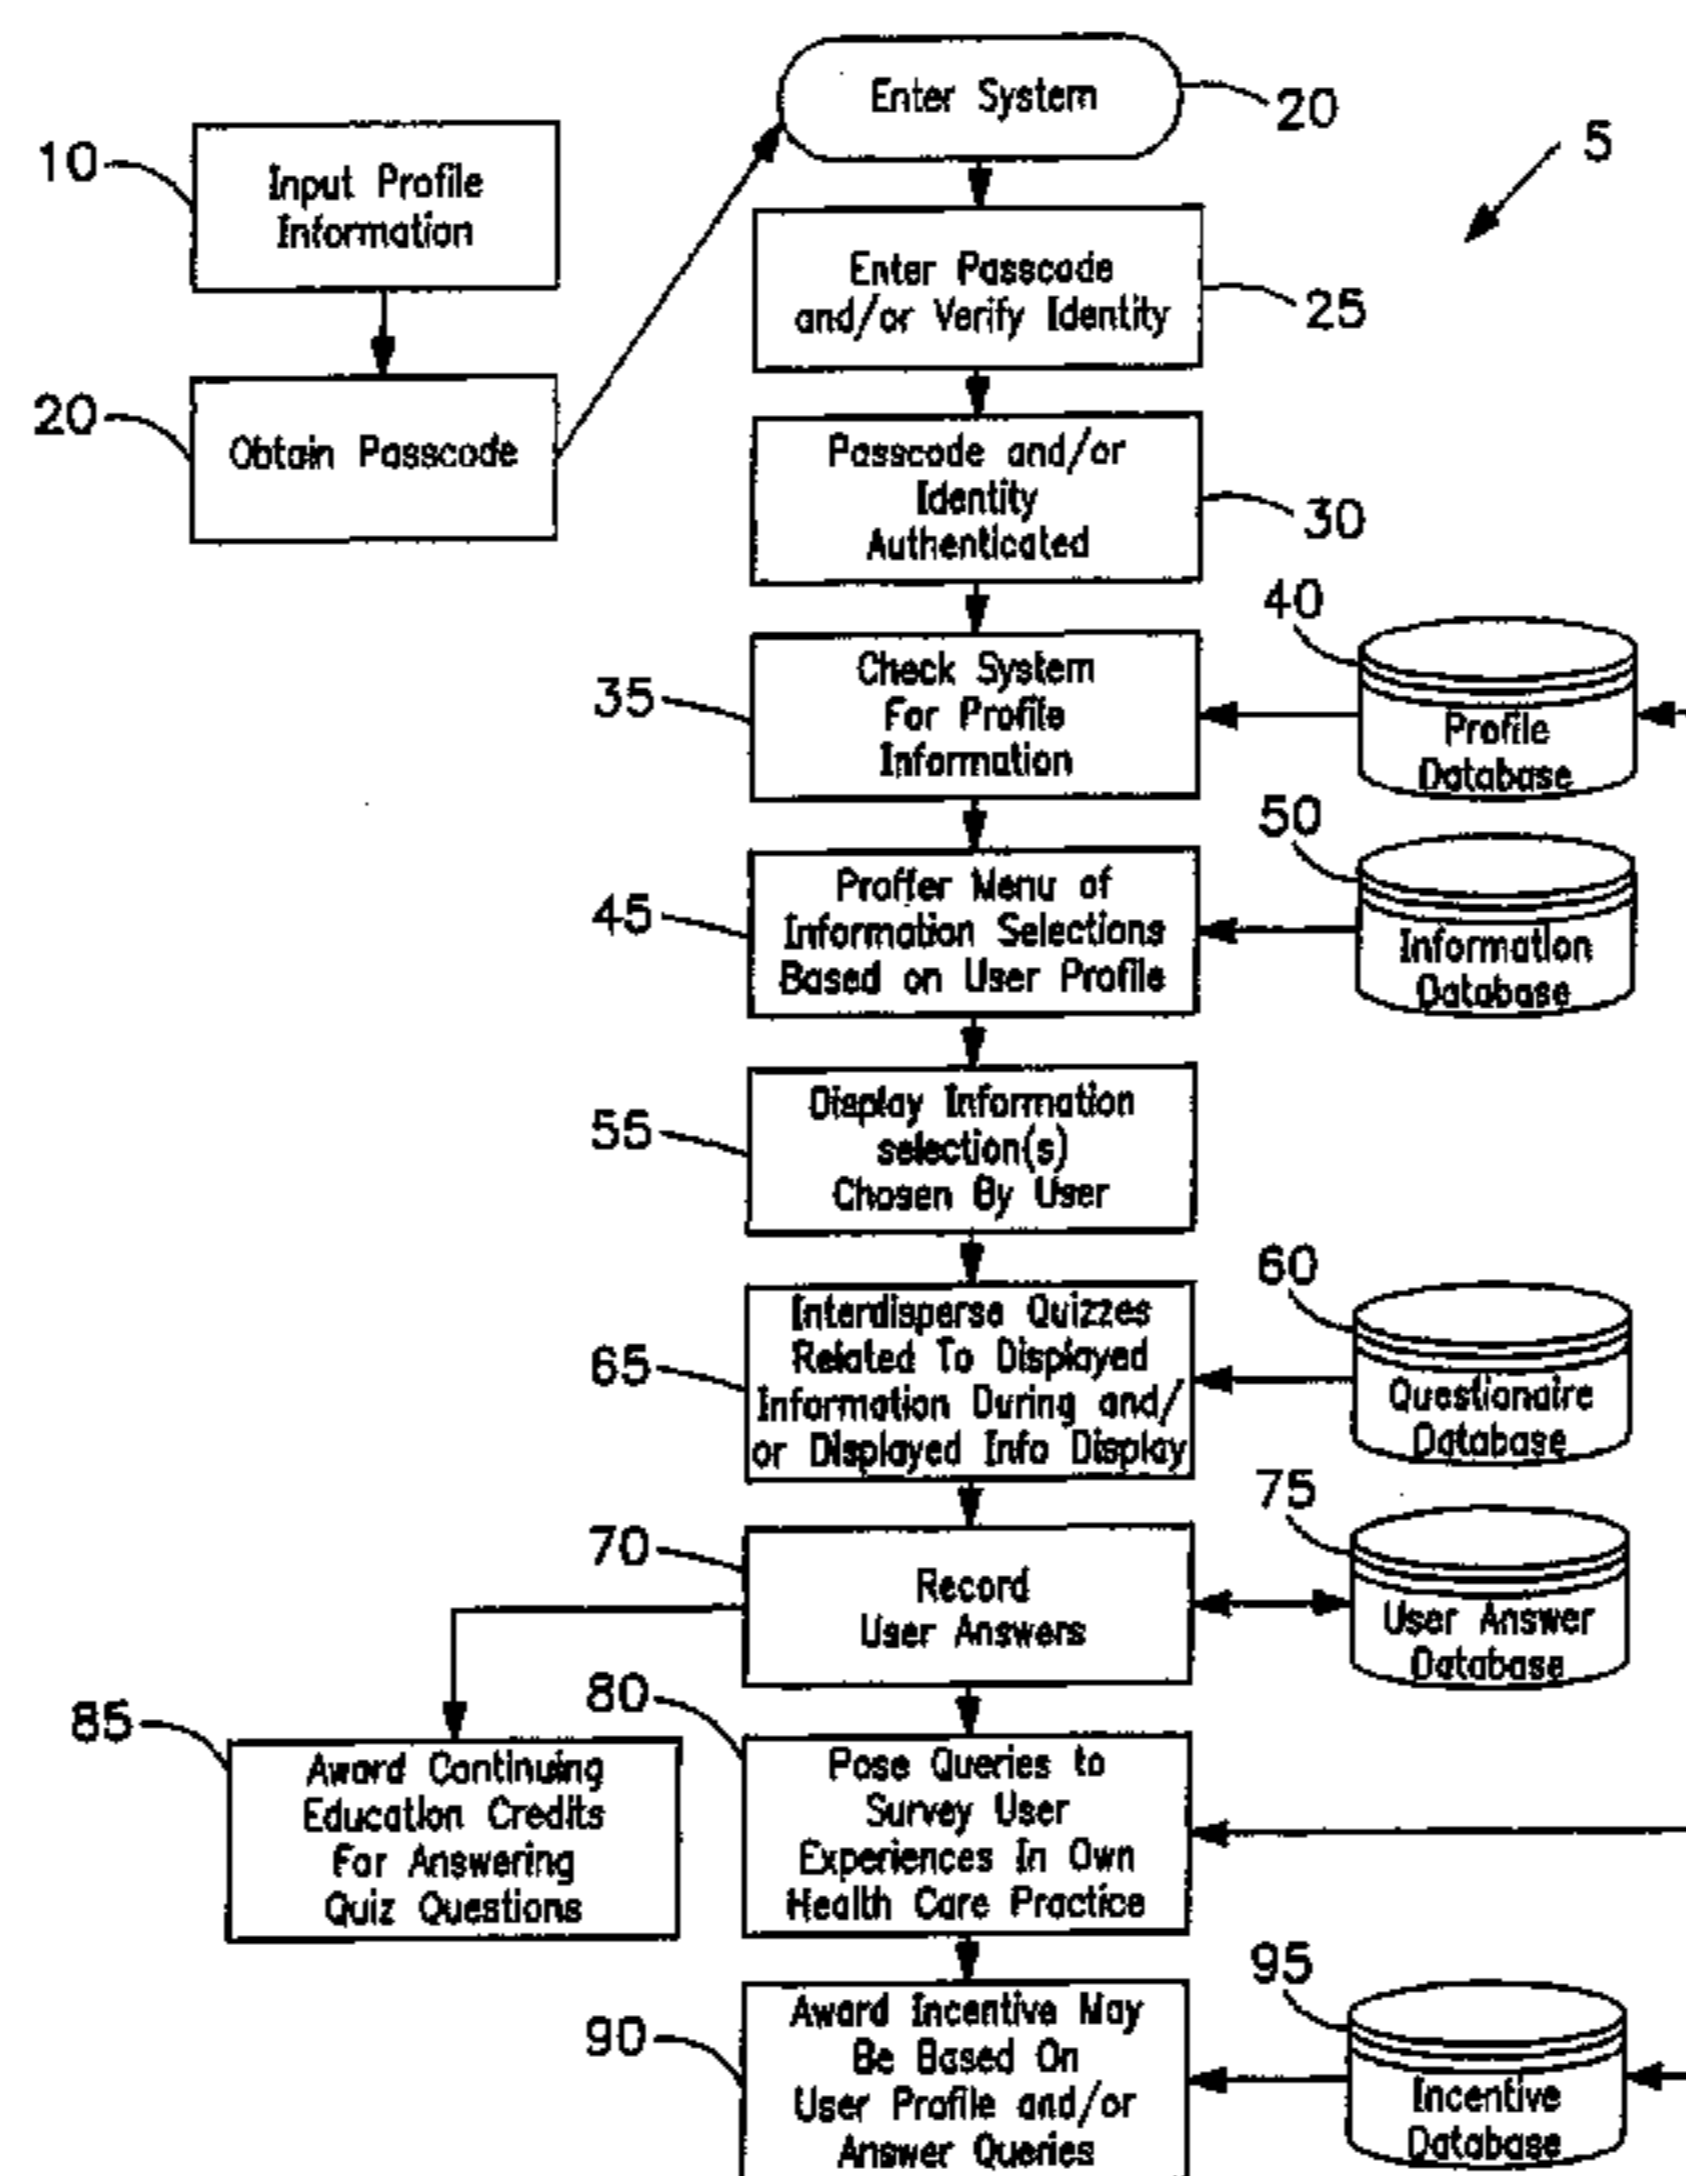 Enter System
20
5
10
Input Profile
Information
Enter Passcode
and/or Verify Identity
25
20
Obtain Passcode
Passcode and/or
Identity
Authenticated
30
35
Check System
For Profile
Information
40
Profile
Database
45
Proffer Menu of
Information Selections
Based on User Profile
50
Information
Database
55
Display Information
selection(s)
Chosen By User
65
Interdisperse Quizzes
Related To Displayed
Information During and/
or Displayed Info Display
60
Questionaire
Database
70
Record
User Answers
75
User Answer
Database
85
Award Continuing
Education Credits
For Answering
Quiz Questions
80
Pose Queries to
Survey User
Experiences In Own
Health Care Practice
90
Award Incentive May
Be Based On
User Profile and/or
Answer Queries
95
Incentive
Database